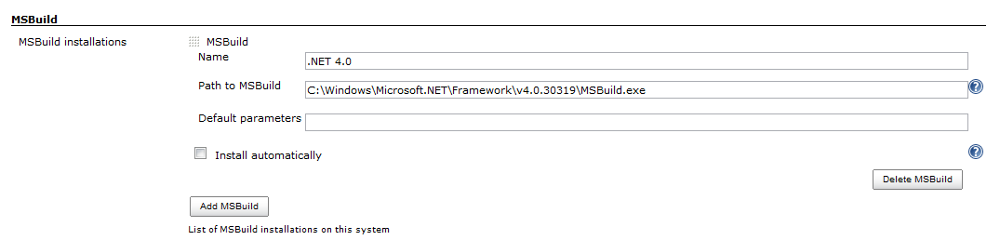 MSBuild
MSBuild installations
MSBuild
Name
.NET 4.0
Path to MSBuild
C:\Windows\Microsoft.NET\Framework\v4.0.30319\MSBuild.exe
?
Default parameters
Install automatically
?
Delete MSBuild
Add MSBuild
List of MSBuild installations on this system